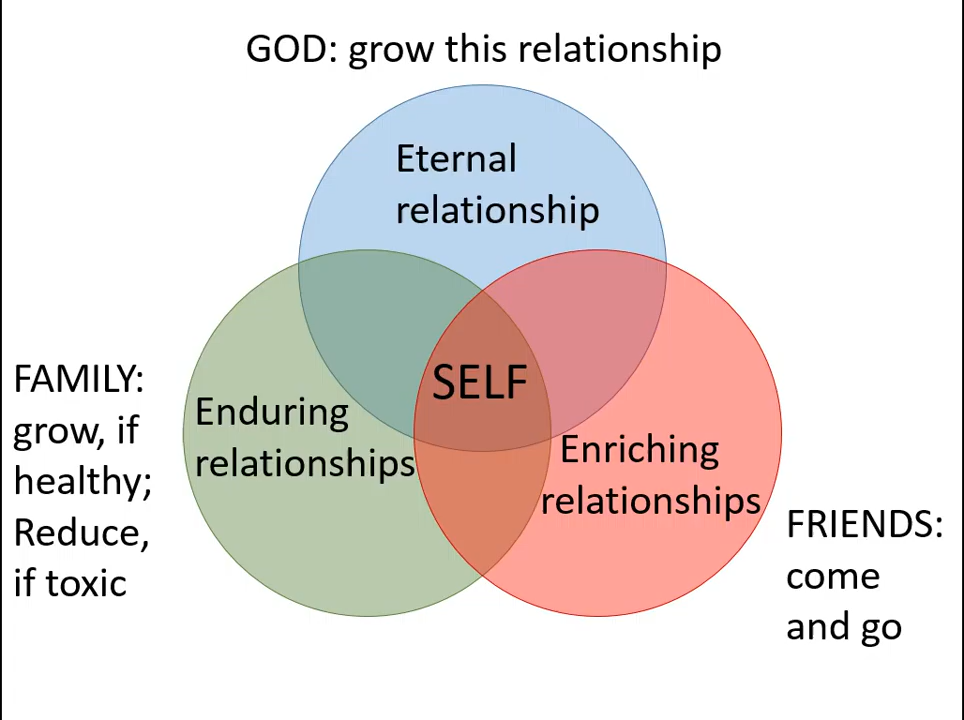 GOD: grow this relationship
Eternal
relationship
SELF
FAMILY:
grow, if
healthy;
Reduce,
if toxic
Enduring
relationships
Enriching
relationships
FRIENDS:
come
and go